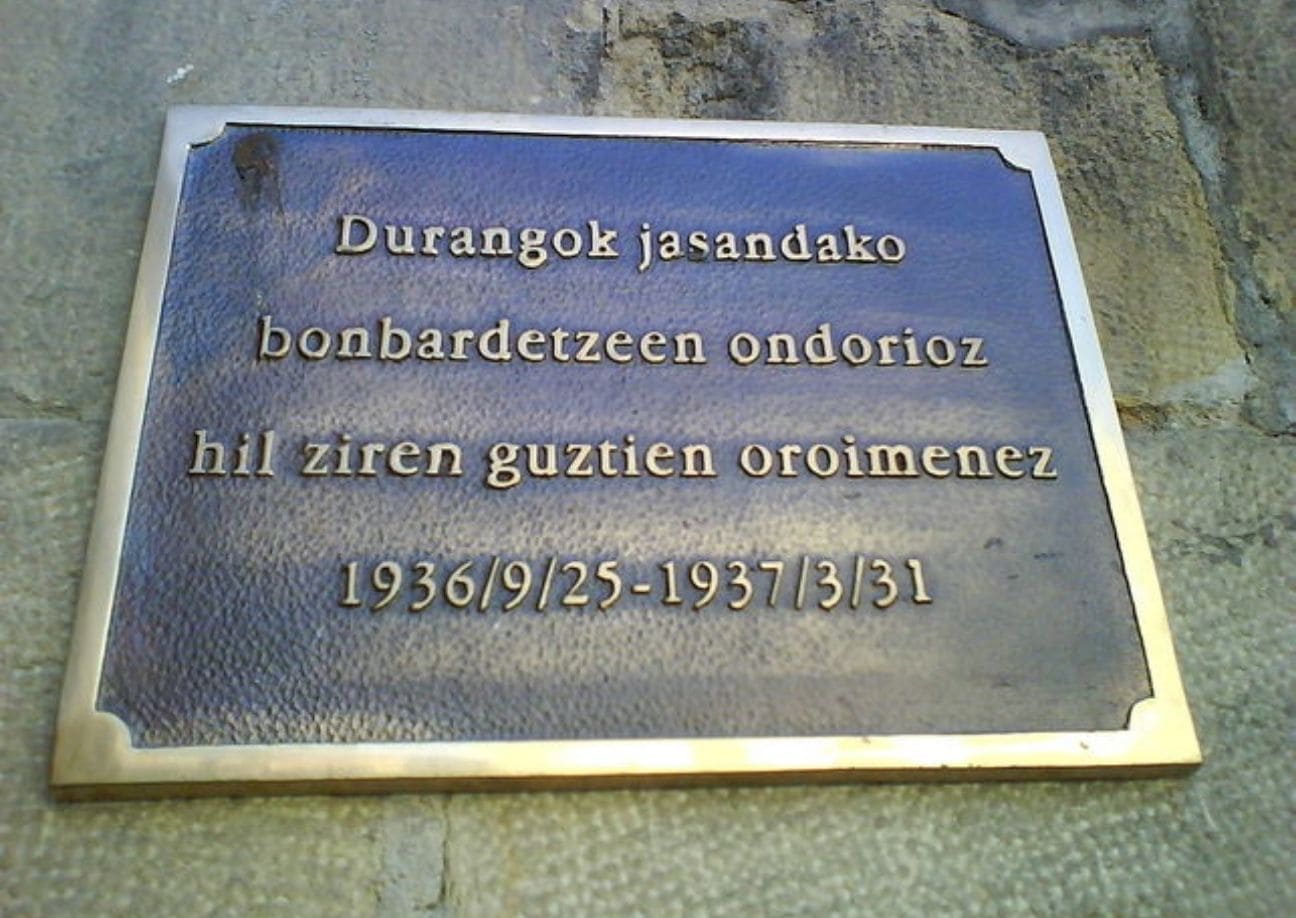 Durangok jasandako
bonbardetzeen ondorioz
hil ziren guztien oroimenez
1936/9/25-1937/3/31